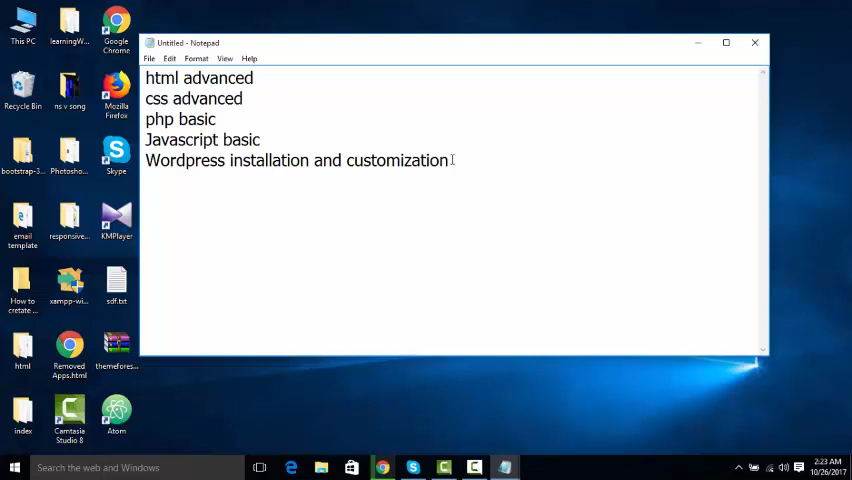 Untitled - Notepad
File Edit Format View Help
html advanced
css advanced
php basic
Javascript basic
Wordpress installation and customization
This PC
learningW...
Google
Chrome
Recycle Bin
ns v song
Mozilla
Firefox
bootstrap-3...
Photosho...
Skype
email
template
responsive...
KMPlayer
How to
cretate ...
xampp-wi...
sdf.txt
html
Removed
Apps.html
themefores...
index
Camtasia
Studio 8
Atom
Search the web and Windows
2:23 AM
10/26/2017